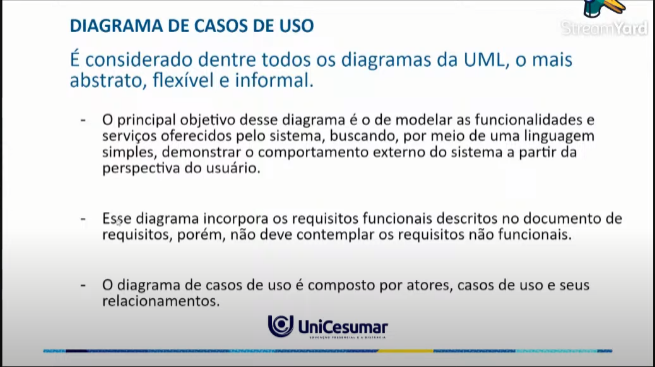 StreamYard
DIAGRAMA DE CASOS DE USO
É considerado dentre todos os diagramas da UML, o mais
abstrato, flexível e informal.
- O principal objetivo desse diagrama é o de modelar as funcionalidades e
serviços oferecidos pelo sistema, buscando, por meio de uma linguagem
simples, demonstrar o comportamento externo do sistema a partir da
perspectiva do usuário.
- Esse diagrama incorpora os requisitos funcionais descritos no documento de
requisitos, porém, não deve contemplar os requisitos não funcionais.
- O diagrama de casos de uso é composto por atores, casos de uso e seus
relacionamentos.
UniCesumar
EDUCAÇÃO PRESENCIAL E A DISTÂNCIA